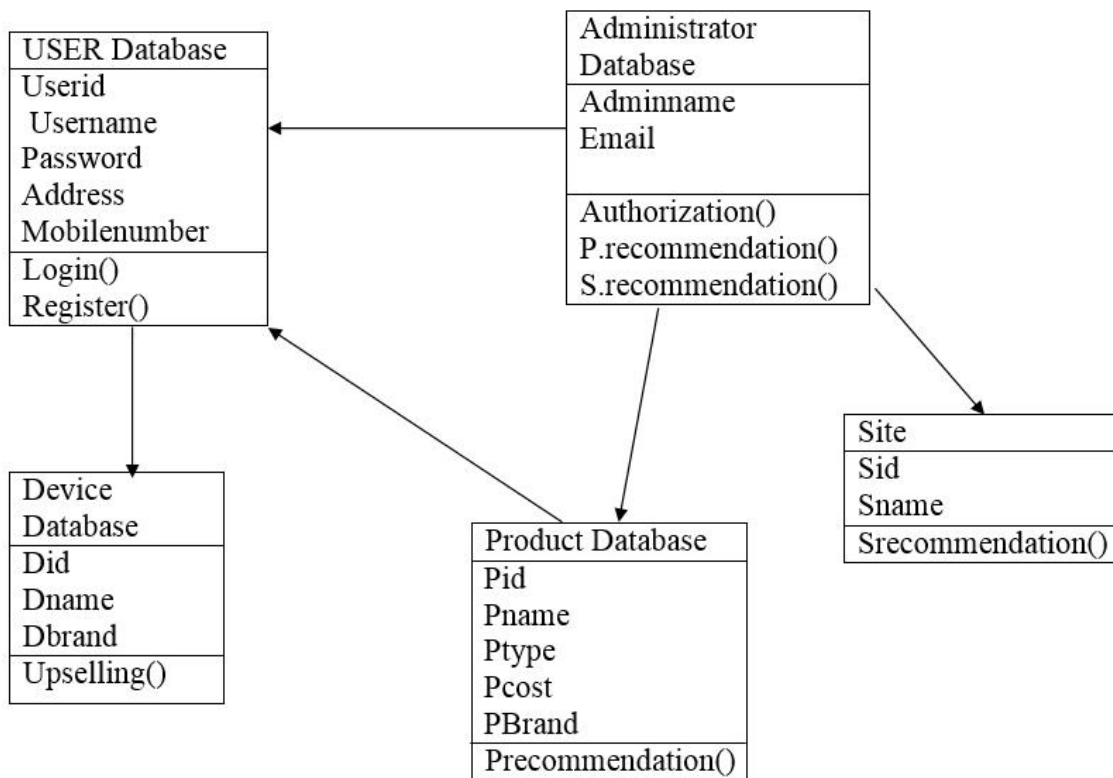 USER Database
Userid
Username
Password
Address
Mobilenumber
Login()
Register()
Administrator
Database
Adminname
Email
Authorization()
P.recommendation()
S.recommendation()
Device
Database
Did
Dname
Dbrand
Upselling()
Product Database
Pid
Pname
Ptype
Pcost
PBrand
Precommendation()
Site
Sid
Sname
Srecommendation()